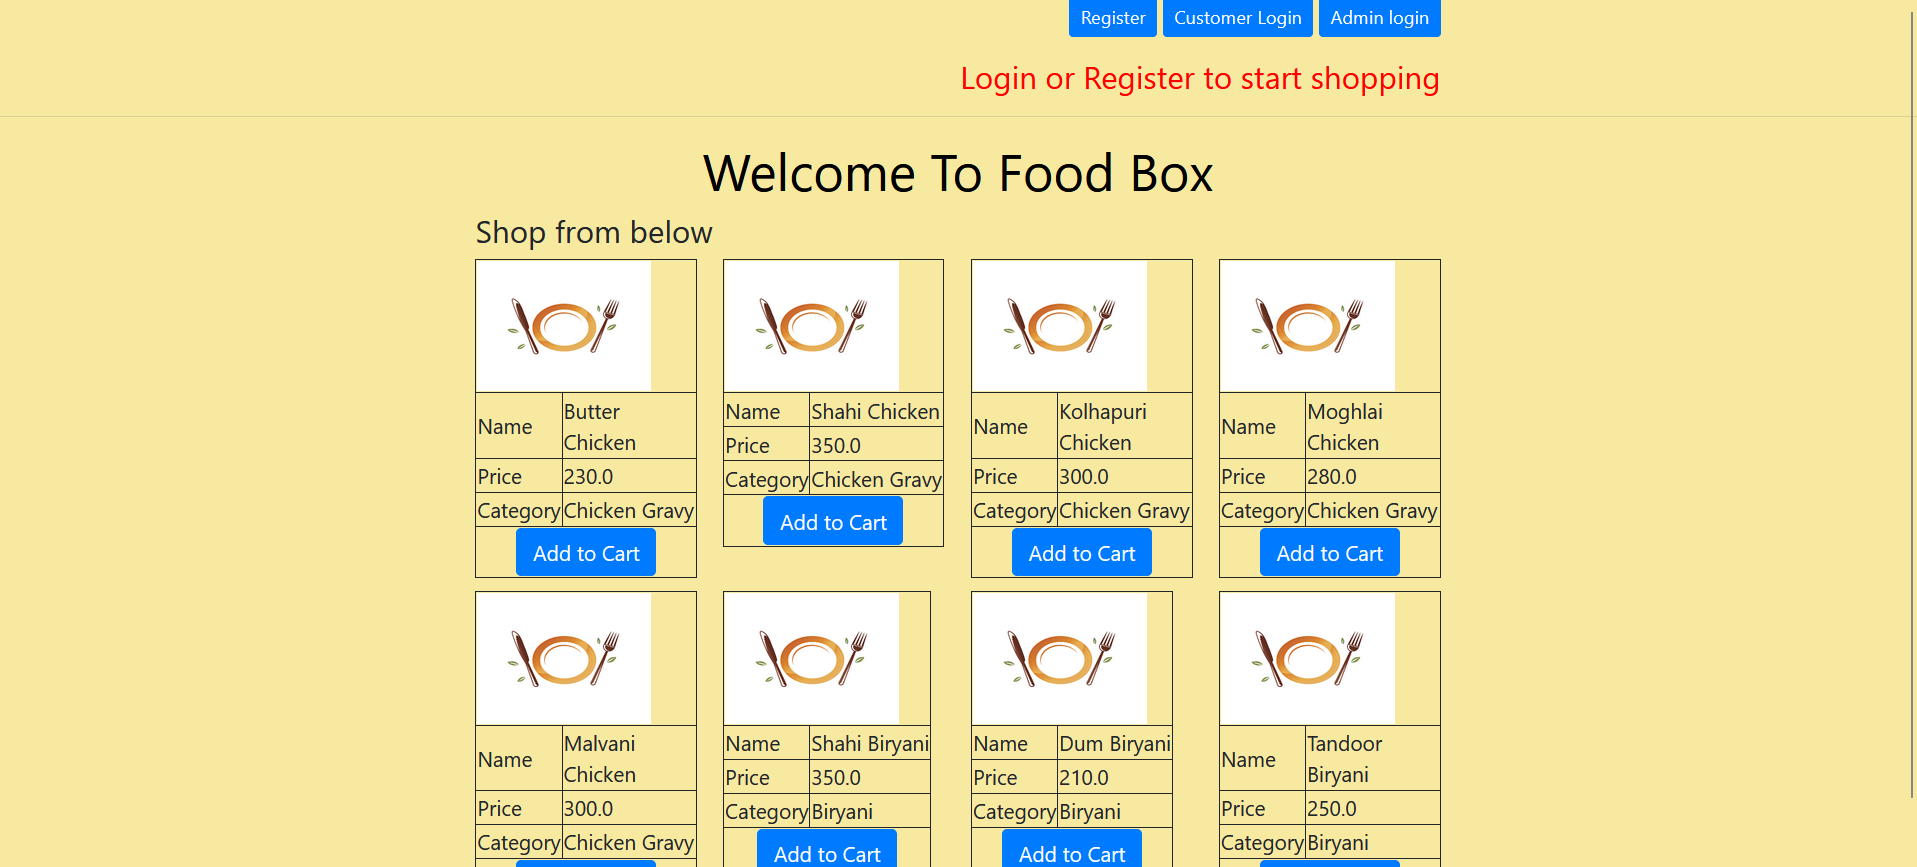 Register Customer Login Admin login
Login or Register to start shopping
Welcome To Food Box
Shop from below
Name Butter
Chicken
Price 230.0
Category Chicken Gravy
Add to Cart
Name Shahi Chicken
Price 350.0
Category Chicken Gravy
Add to Cart
Name Kolhapuri
Chicken
Price 300.0
Category Chicken Gravy
Add to Cart
Name Moghlai
Chicken
Price 280.0
Category Chicken Gravy
Add to Cart
Name Malvani
Chicken
Price 300.0
Category Chicken Gravy
Name Shahi Biryani
Price 350.0
Category Biryani
Add to Cart
Name Dum Biryani
Price 210.0
Category Biryani
Add to Cart
Name Tandoor
Biryani
Price 250.0
Category Biryani